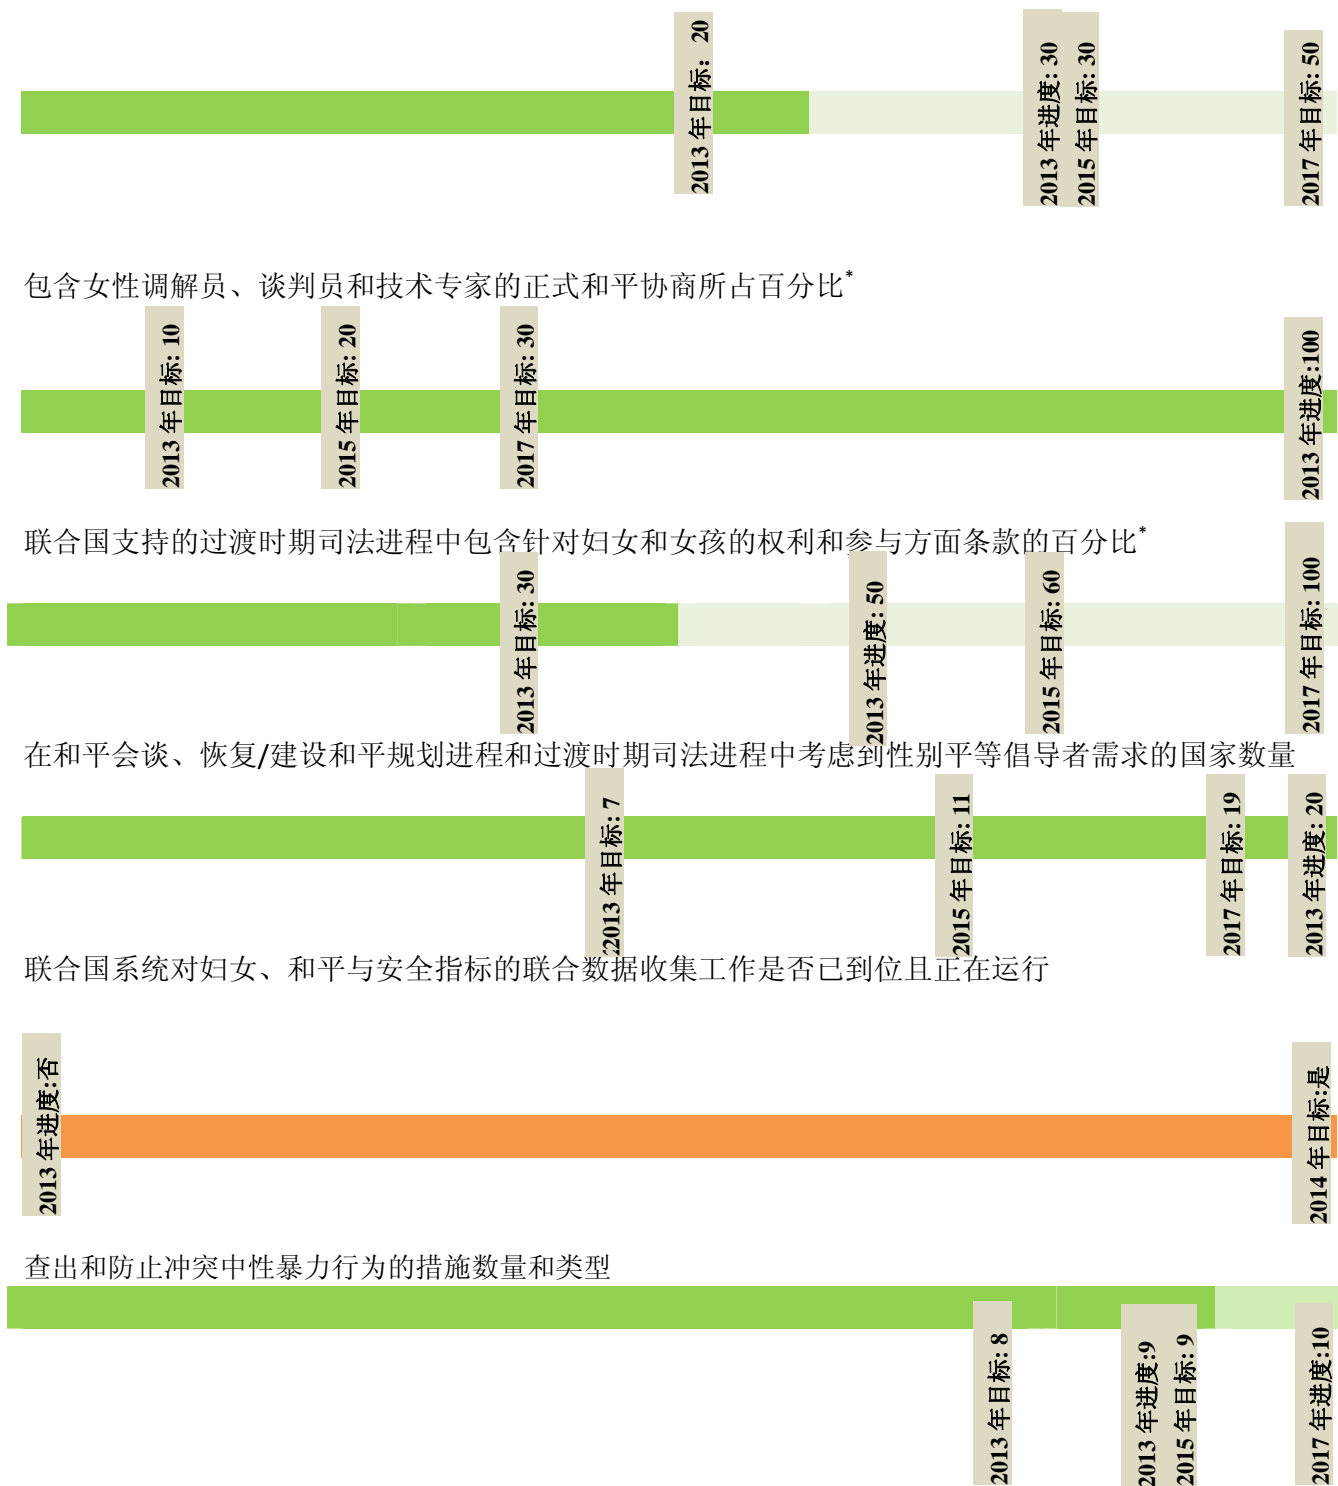 2013 年目标: 20
2013 年进度: 30
2015 年目标: 30
2017 年目标: 50
包含女性调解员、谈判员和技术专家的正式和平协商所占百分比*
2013 年目标: 10
2015 年目标: 20
2017 年目标: 30
2013 年进度:100
联合国支持的过渡时期司法进程中包含针对妇女和女孩的权利和参与方面条款的百分比*
2013 年目标: 30
2013 年进度: 50
2015 年目标: 60
2017 年目标: 100
在和平会谈、恢复/建设和平规划进程和过渡时期司法进程中考虑到性别平等倡导者需求的国家数量
2013 年目标: 7
2015 年目标: 11
2017 年目标: 19
2013 年进度: 20
联合国系统对妇女、和平与安全指标的联合数据收集工作是否已到位且正在运行
2013 年进度:否
2014 年目标:是
查出和防止冲突中性暴力行为的措施数量和类型
2013 年目标: 8
2013 年进度:9
2015 年目标: 9
2017 年进度:10